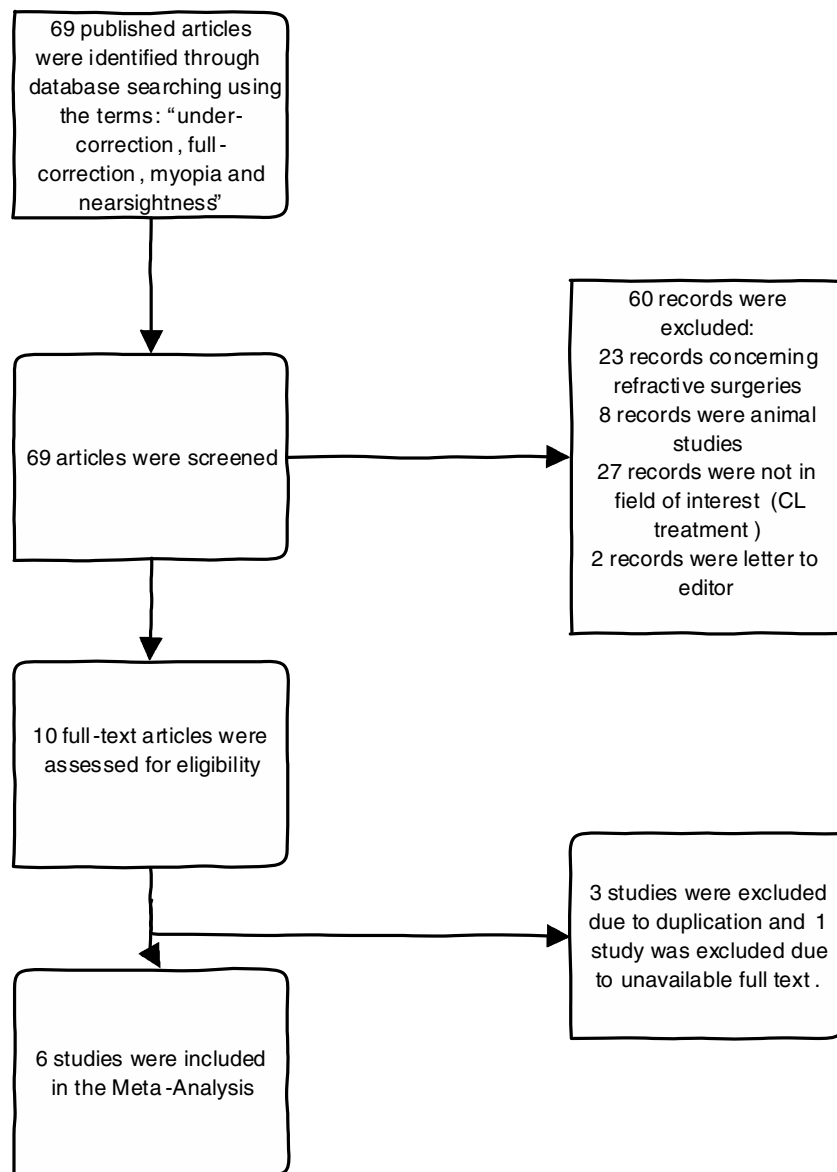 69 published articles
were identified through
database searching using
the terms: “under-
correction, full-
correction, myopia and
nearsightness”
60 records were
excluded:
23 records concerning
refractive surgeries
8 records were animal
studies
27 records were not in
field of interest (CL
treatment )
2 records were letter to
editor
69 articles were screened
10 full-text articles were
assessed for eligibility
3 studies were excluded
due to duplication and 1
study was excluded due
to unavailable full text .
6 studies were included
in the Meta-Analysis